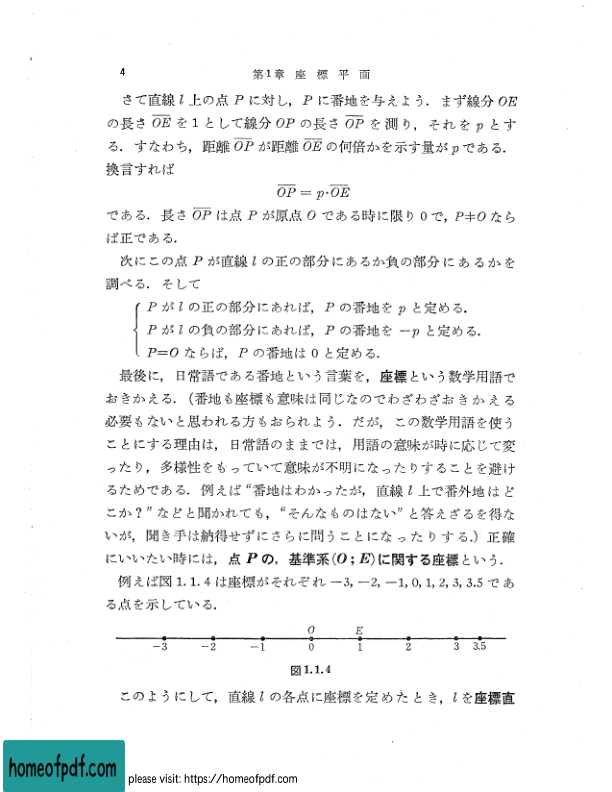 4
第1章 座標平面
さて直線 l 上の点 P に対し，P に番地を与えよう．まず線分 OE
の長さ O͞E͞ を1として線分 OP の長さ O͞P͞ を測り，それを p とす
る．すなわち，距離 O͞P͞ が距離 O͞E͞ の何倍かを示す量が p である．
換言すれば
O͞P͞ = p·O͞E͞
である．長さ O͞P͞ は点 P が原点 O である時に限り0で，P≠O なら
ば正である．
次にこの点 P が直線 l の正の部分にあるか負の部分にあるかを
調べる．そして
P が l の正の部分にあれば，P の番地を p と定める．
P が l の負の部分にあれば，P の番地を −p と定める．
P=O ならば，P の番地は0と定める．
最後に，日常語である番地という言葉を，座標という数学用語で
おきかえる．（番地も座標も意味は同じなのでわざわざおきかえる
必要もないと思われる方もおられよう．だが，この数学用語を使う
ことにする理由は，日常語のままでは，用語の意味が時に応じて変
ったり，多様性をもっていて意味が不明になったりすることを避け
るためである．例えば“番地はわかったが，直線 l 上で番外地はど
こか？”などと聞かれても，“そんなものはない”と答えざるを得な
いが，聞き手は納得せずにさらに問うことになったりする．）正確
にいいたい時には，点 P の，基準系(O；E)に関する座標という．
例えば図1.1.4は座標がそれぞれ −3, −2, −1, 0, 1, 2, 3, 3.5 であ
る点を示している．
O E
−3 −2 −1 0 1 2 3 3.5
図1.1.4
このようにして，直線 l の各点に座標を定めたとき，l を座標直
homeofpdf.com
please visit: https://homeofpdf.com